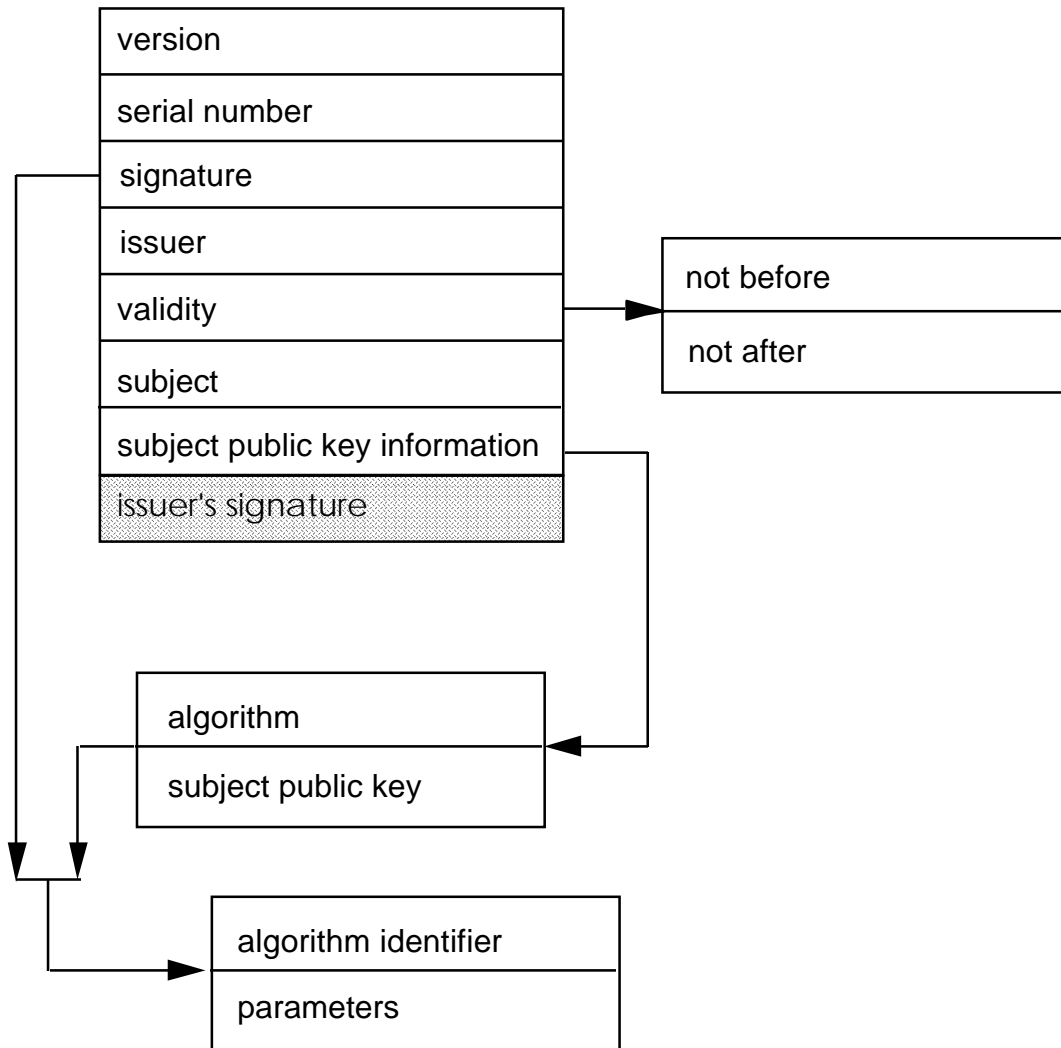 version
serial number
signature
issuer
validity
subject
subject public key information
issuer's signature
not before
not after
algorithm
subject public key
algorithm identifier
parameters